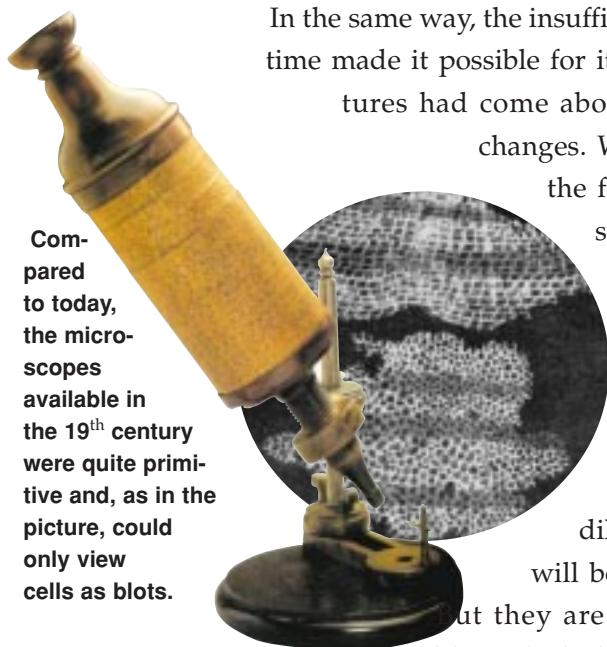 In the same way, the insuffi
time made it possible for it
tures had come abo
changes. W
the f
s
Com-
pared
to today,
the micro-
scopes
available in
the 19th century
were quite primi-
tive and, as in the
picture, could
only view
cells as blots.
dil
will be
But they are